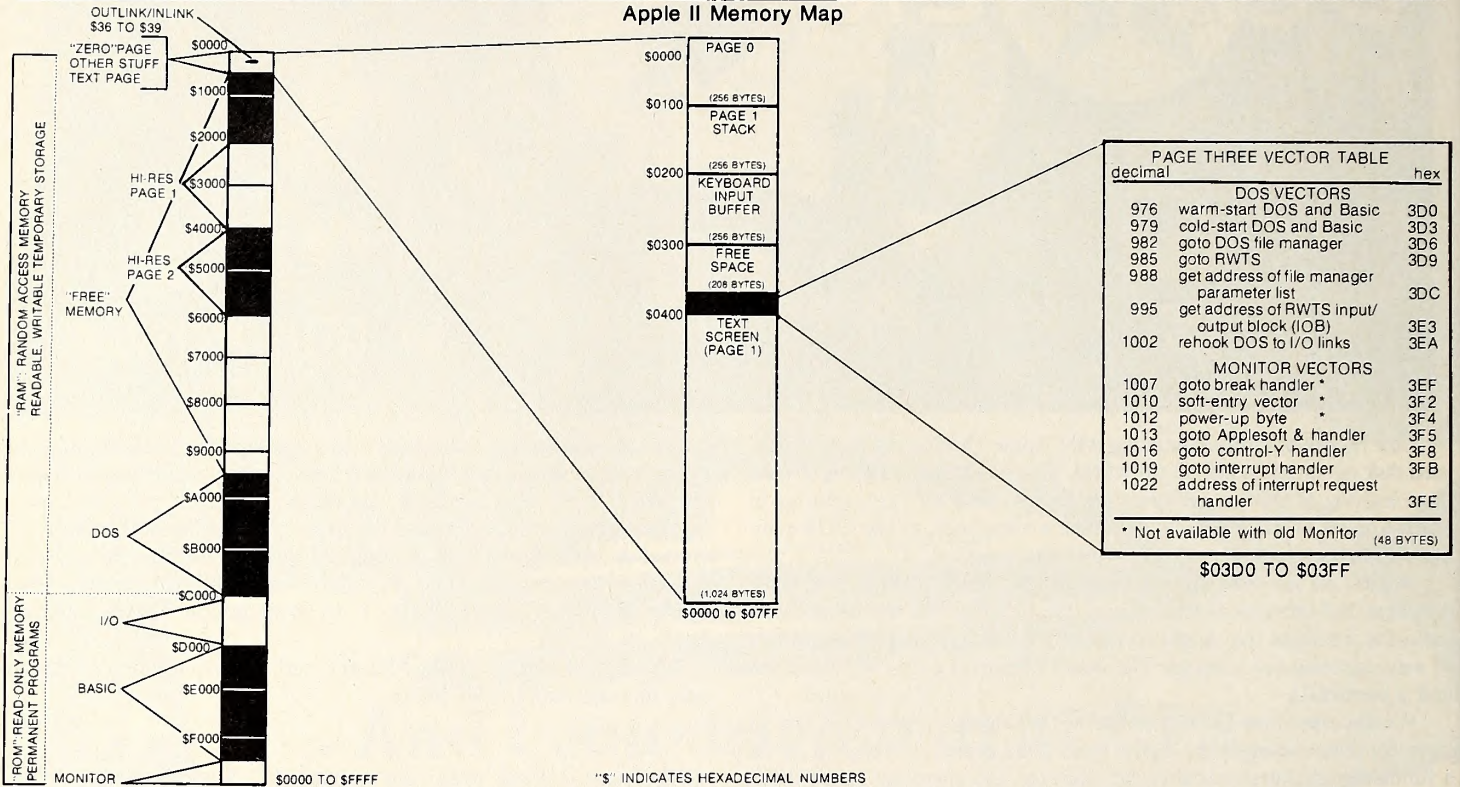 Apple II Memory Map
OUTLINK/INLINK
$36 TO $39
"ZERO" PAGE
OTHER STUFF
TEXT PAGE
$0000
$1000
$2000
HI-RES
PAGE 1
$3000
$4000
HI-RES
PAGE 2
$5000
"FREE"
MEMORY
$6000
$7000
$8000
$9000
$A000
DOS
$B000
$C000
I/O
$D000
BASIC
$E000
$F000
MONITOR
$0000 TO $FFFF
"RAM": RANDOM ACCESS MEMORY
READABLE, WRITABLE TEMPORARY STORAGE
"ROM": READ-ONLY MEMORY
PERMANENT PROGRAMS
$0000
PAGE 0
(256 BYTES)
$0100
PAGE 1
STACK
(256 BYTES)
$0200
KEYBOARD
INPUT
BUFFER
(256 BYTES)
$0300
FREE
SPACE
(208 BYTES)
$0400
TEXT
SCREEN
(PAGE 1)
(1,024 BYTES)
$0000 to $07FF
"$" INDICATES HEXADECIMAL NUMBERS
PAGE THREE VECTOR TABLE
decimal hex
DOS VECTORS
976 warm-start DOS and Basic 3D0
979 cold-start DOS and Basic 3D3
982 goto DOS file manager 3D6
985 goto RWTS 3D9
988 get address of file manager
parameter list 3DC
995 get address of RWTS input/
output block (IOB) 3E3
1002 rehook DOS to I/O links 3EA
MONITOR VECTORS
1007 goto break handler * 3EF
1010 soft-entry vector * 3F2
1012 power-up byte * 3F4
1013 goto Applesoft & handler 3F5
1016 goto control-Y handler 3F8
1019 goto interrupt handler 3FB
1022 address of interrupt request
handler 3FE
* Not available with old Monitor (48 BYTES)
$03D0 TO $03FF